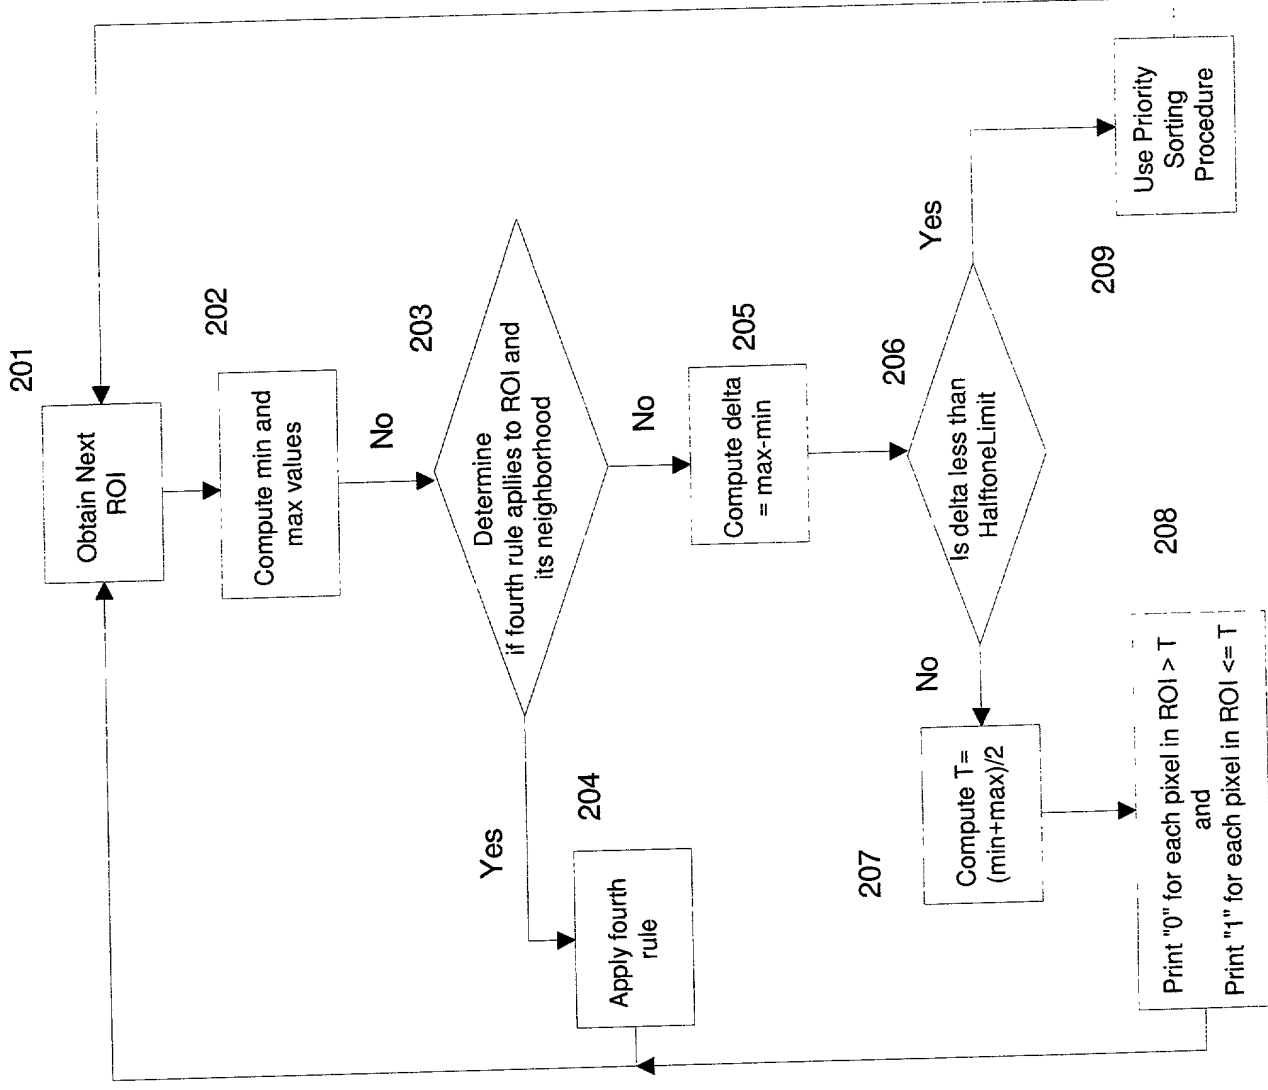 201
Obtain Next
ROI
202
Compute min and
max values
No
203
Determine
if fourth rule aplies to ROI and
its neighborhood
Yes
204
Apply fourth
rule
No
205
Compute delta
= max-min
206
Is delta less than
HalftoneLimit
No
207
Compute T=
(min+max)/2
208
Print "0" for each pixel in ROI > T
and
Print "1" for each pixel in ROI <= T
Yes
209
Use Priority
Sorting
Procedure